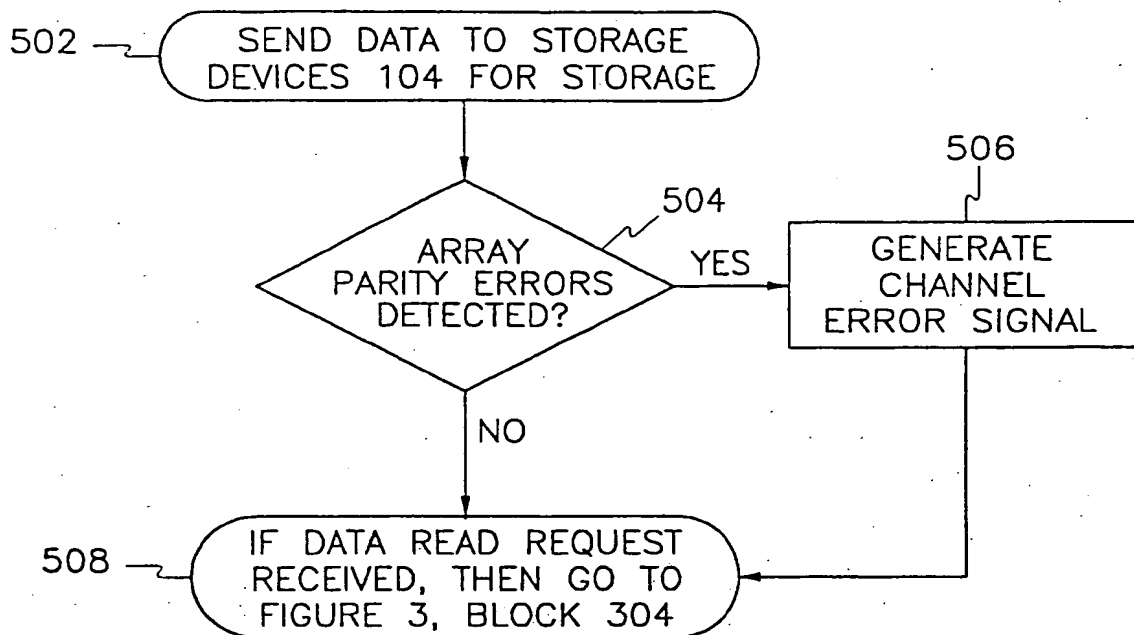 502
SEND DATA TO STORAGE
DEVICES 104 FOR STORAGE
506
504
ARRAY
PARITY ERRORS
DETECTED?
YES
GENERATE
CHANNEL
ERROR SIGNAL
NO
508
IF DATA READ REQUEST
RECEIVED, THEN GO TO
FIGURE 3, BLOCK 304